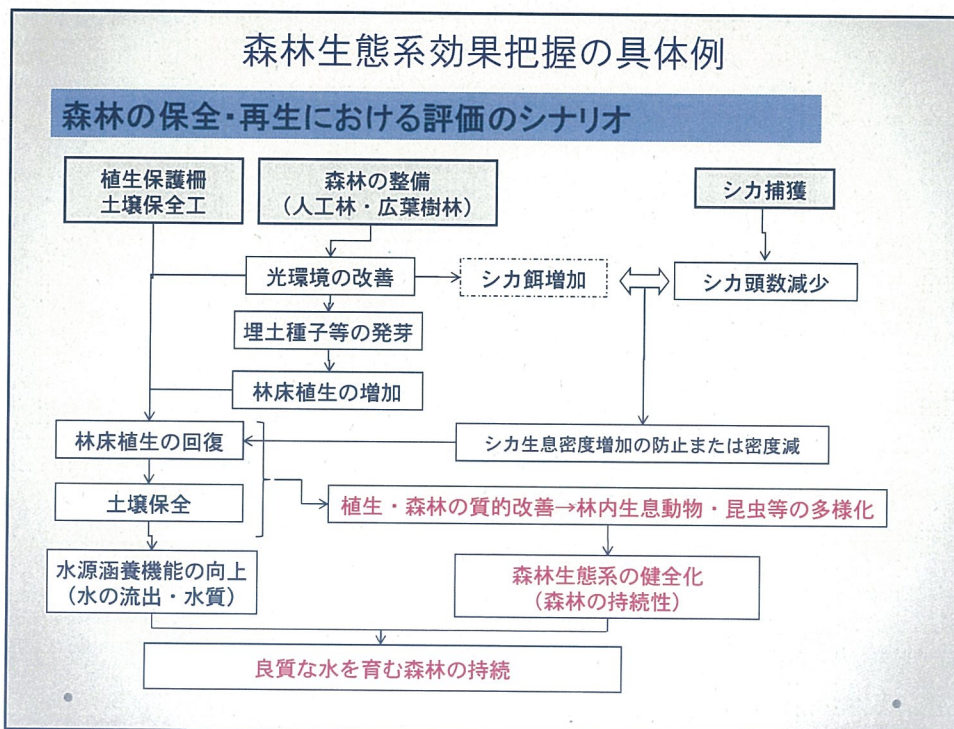 森林生態系効果把握の具体例
森林の保全・再生における評価のシナリオ
植生保護柵
土壌保全工
森林の整備
（人工林・広葉樹林）
シカ捕獲
光環境の改善
シカ餌増加
シカ頭数減少
埋土種子等の発芽
林床植生の増加
林床植生の回復
シカ生息密度増加の防止または密度減
土壌保全
植生・森林の質的改善→林内生息動物・昆虫等の多様化
水源涵養機能の向上
（水の流出・水質）
森林生態系の健全化
（森林の持続性）
良質な水を育む森林の持続